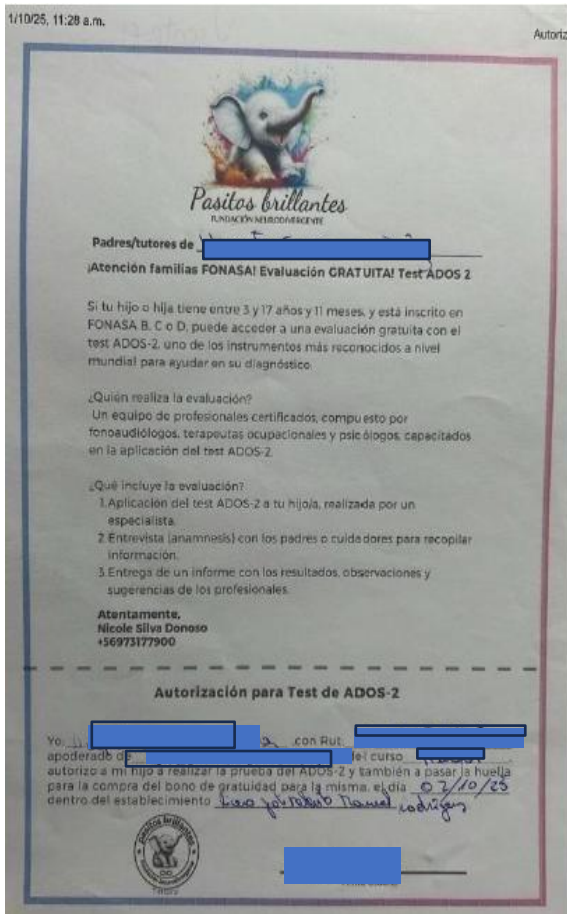 1/10/25, 11:28 a.m.
Autoriz
Pasitos brillantes
FUNDACIÓN NEURODIVERGENTE
Padres/tutores de
¡Atención familias FONASA! Evaluación GRATUITA! Test ADOS 2
Si tu hijo o hija tiene entre 3 y 17 años y 11 meses, y está inscrito en
FONASA B, C o D, puede acceder a una evaluación gratuita con el
test ADOS-2, uno de los instrumentos más reconocidos a nivel
mundial para ayudar en su diagnóstico.
¿Quién realiza la evaluación?
Un equipo de profesionales certificados, compuesto por
fonoaudiólogos, terapeutas ocupacionales y psicólogos, capacitados
en la aplicación del test ADOS-2.
¿Qué incluye la evaluación?
1. Aplicación del test ADOS-2 a tu hijo/a, realizada por un
especialista.
2. Entrevista (anamnesis) con los padres o cuidadores para recopilar
información.
3. Entrega de un informe con los resultados, observaciones y
sugerencias de los profesionales.
Atentamente,
Nicole Silva Donoso
+56973177900
Autorización para Test de ADOS-2
Yo, con Rut:
apoderado de del curso
autorizo a mi hijo a realizar la prueba del ADOS-2 y también a pasar la huella
para la compra del bono de gratuidad para la misma, el día 02/10/25
dentro del establecimiento Manuel rodríguez
Pasitos brillantes